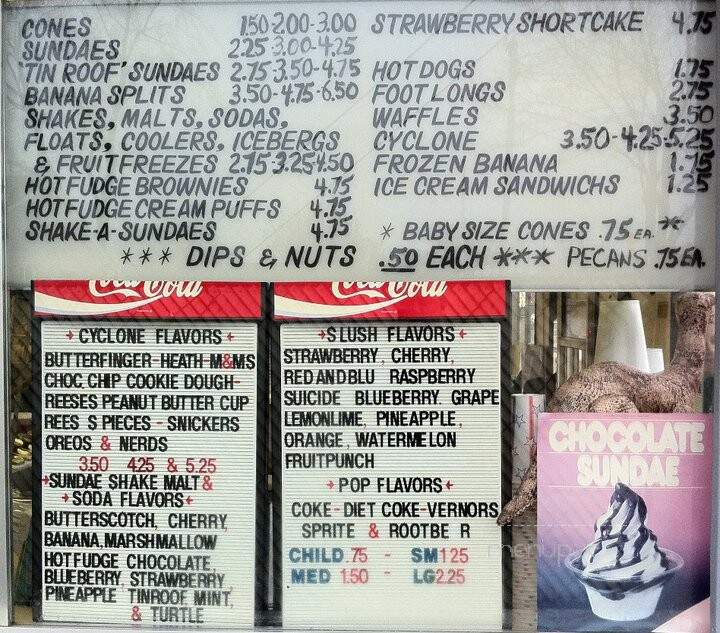 CONES 1.50-2.00-3.00
SUNDAES 2.25-3.00-4.25
'TIN ROOF' SUNDAES 2.75-3.50-4.75
BANANA SPLITS 3.50-4.75-6.50
SHAKES, MALTS, SODAS,
FLOATS, COOLERS, ICEBERGS
& FRUIT FREEZES 2.75-3.25-4.50
HOT FUDGE BROWNIES 4.75
HOT FUDGE CREAM PUFFS 4.75
SHAKE-A-SUNDAES 4.75
STRAWBERRY SHORTCAKE 4.75
HOT DOGS 1.75
FOOT LONGS 2.75
WAFFLES 3.50
CYCLONE 3.50-4.25-5.25
FROZEN BANANA 1.75
ICE CREAM SANDWICHS 1.25
* BABY SIZE CONES .75 EA. *
*** DIPS & NUTS .50 EACH *** PECANS .75 EA.
Coca-Cola
CYCLONE FLAVORS
BUTTERFINGER-HEATH-M&MS
CHOC. CHIP COOKIE DOUGH-
REESES PEANUT BUTTER CUP
REES S PIECES - SNICKERS
OREOS & NERDS
3.50 4.25 & 5.25
SUNDAE SHAKE MALT &
SODA FLAVORS
BUTTERSCOTCH, CHERRY,
BANANA, MARSHMALLOW
HOT FUDGE CHOCOLATE,
BLUEBERRY, STRAWBERRY,
PINEAPPLE TINROOF MINT,
& TURTLE
Coca-Cola
SLUSH FLAVORS
STRAWBERRY, CHERRY,
RED AND BLU RASPBERRY
SUICIDE BLUEBERRY. GRAPE
LEMONLIME, PINEAPPLE,
ORANGE, WATERMELON
FRUITPUNCH
POP FLAVORS
COKE-DIET COKE-VERNORS
SPRITE & ROOTBE R
CHILD .75 - SM 1 25
MED 1.50 - LG 2.25
CHOCOLATE
SUNDAE